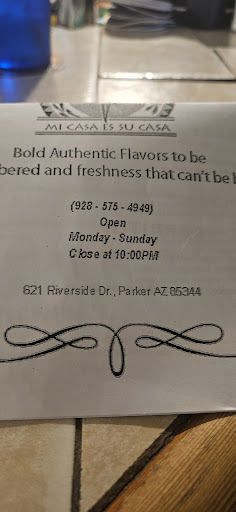 MI CASA ES SU CASA
Bold Authentic Flavors to be
bered and freshness that can't be b
(928 - 575 - 4949)
Open
Monday - Sunday
Close at 10:00PM
621 Riverside Dr., Parker AZ 85344